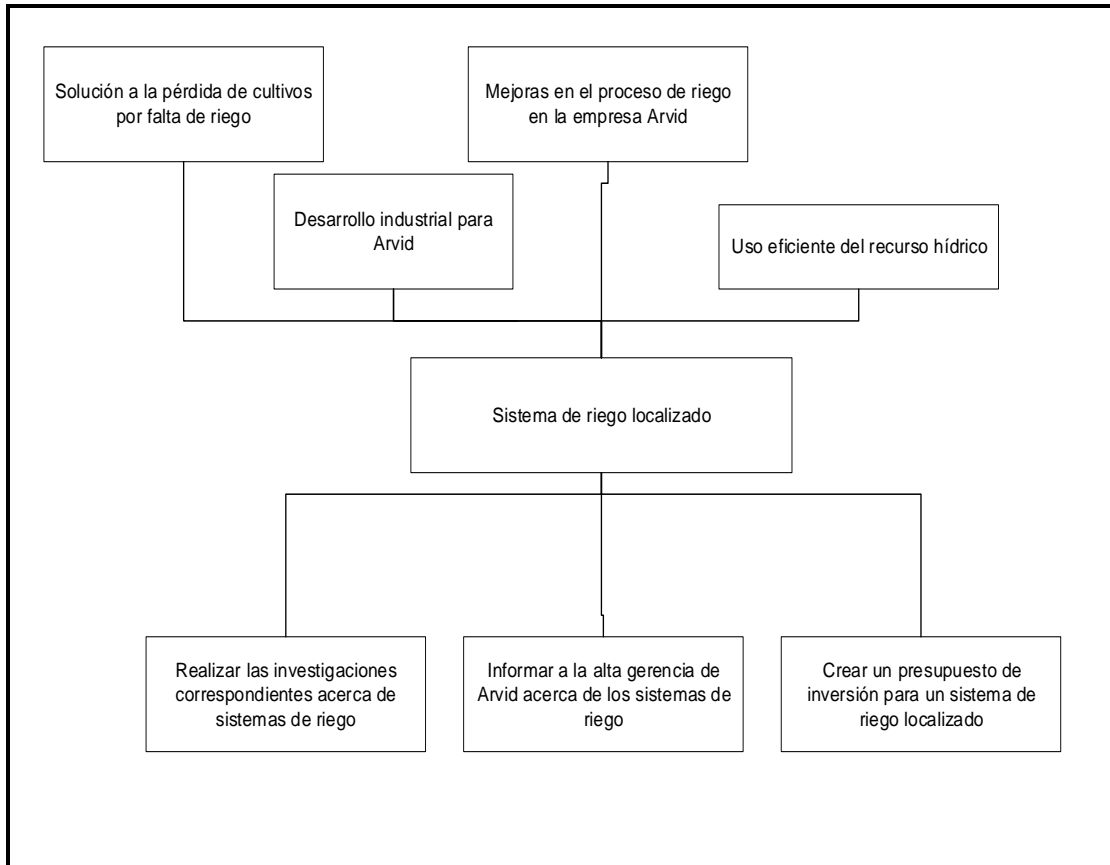 Solución a la pérdida de cultivos
por falta de riego
Mejoras en el proceso de riego
en la empresa Arvid
Desarrollo industrial para
Arvid
Uso eficiente del recurso hídrico
Sistema de riego localizado
Realizar las investigaciones
correspondientes acerca de
sistemas de riego
Informar a la alta gerencia de
Arvid acerca de los sistemas de
riego
Crear un presupuesto de
inversión para un sistema de
riego localizado